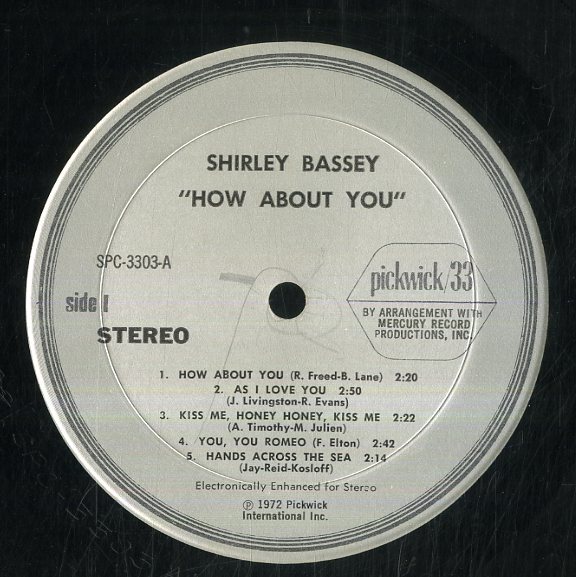 SHIRLEY BASSEY
"HOW ABOUT YOU"
SPC-3303-A
side 1
STEREO
pickwick/33
BY ARRANGEMENT WITH
MERCURY RECORD
PRODUCTIONS, INC.
1. HOW ABOUT YOU (R. Freed-B. Lane) 2:20
2. AS I LOVE YOU 2:50
(J. Livingston-R. Evans)
3. KISS ME, HONEY HONEY, KISS ME 2:22
(A. Timothy-M. Julien)
4. YOU, YOU ROMEO (F. Elton) 2:42
5. HANDS ACROSS THE SEA 2:14
(Jay-Reid-Kosloff)
Electronically Enhanced for Stereo
℗ 1972 Pickwick
International Inc.